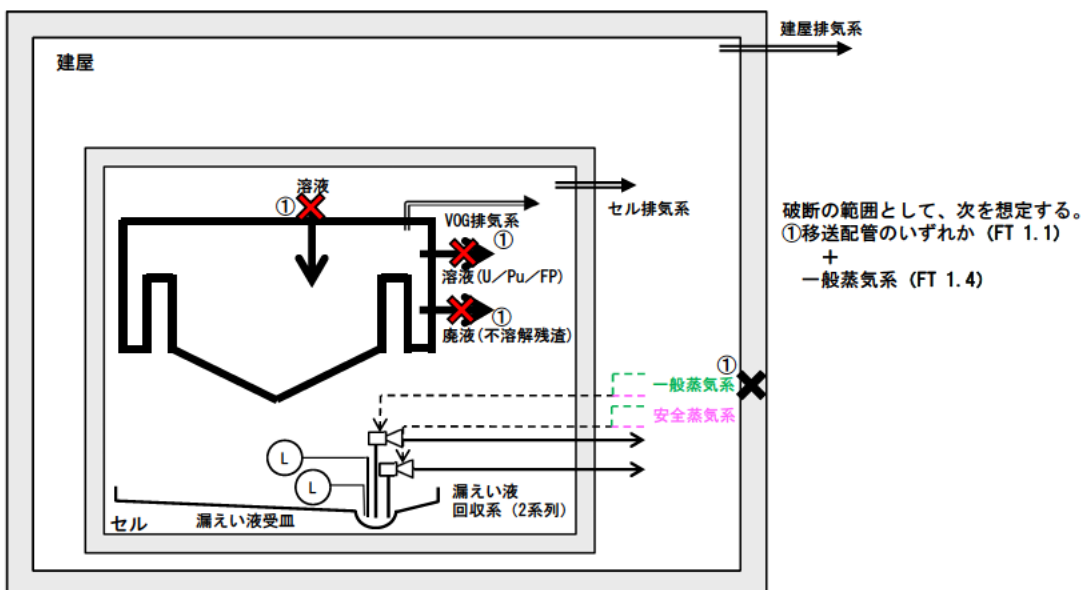 建屋排気系
建屋
溶液
①
セル排気系
VOG排気系
①
溶液(U/Pu/FP)
①
廃液(不溶解残渣)
破断の範囲として、次を想定する。
①移送配管のいずれか (FT 1.1)
+
一般蒸気系 (FT 1.4)
①
一般蒸気系
安全蒸気系
L
L
漏えい液
回収系 (2系列)
漏えい液受皿
セル